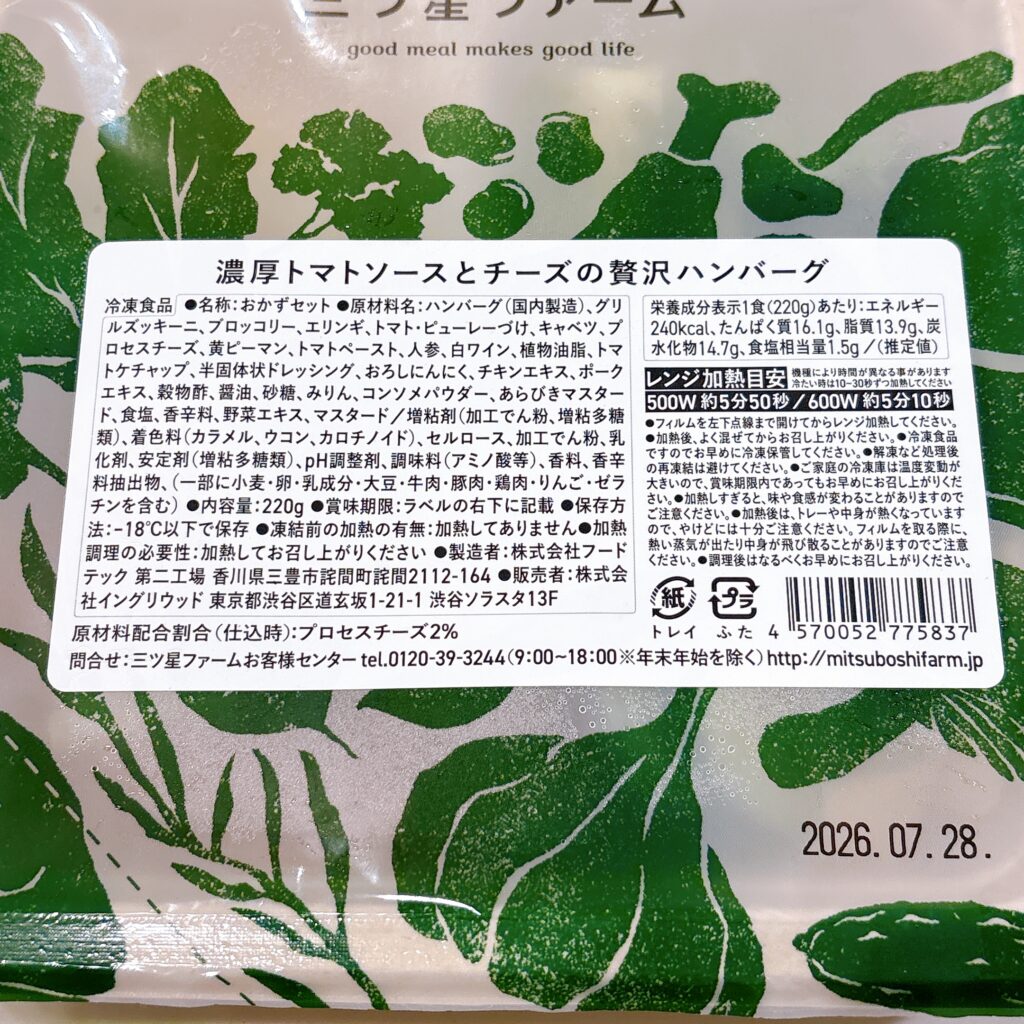 三ツ星ファーム
good meal makes good life
濃厚トマトソースとチーズの贅沢ハンバーグ
冷凍食品 ●名称:おかずセット ●原材料名:ハンバーグ(国内製造)、グリ
ルズッキーニ、ブロッコリー、エリンギ、トマト・ピューレーづけ、キャベツ、プ
ロセスチーズ、黄ピーマン、トマトペースト、人参、白ワイン、植物油脂、トマ
トケチャップ、半固体状ドレッシング、おろしにんにく、チキンエキス、ポーク
エキス、穀物酢、醤油、砂糖、みりん、コンソメパウダー、あらびきマスター
ド、食塩、香辛料、野菜エキス、マスタード/増粘剤(加工でん粉、増粘多糖
類)、着色料(カラメル、ウコン、カロチノイド)、セルロース、加工でん粉、乳
化剤、安定剤(増粘多糖類)、pH調整剤、調味料(アミノ酸等)、香料、香辛
料抽出物、(一部に小麦・卵・乳成分・大豆・牛肉・豚肉・鶏肉・りんご・ゼラ
チンを含む) ●内容量:220g ●賞味期限:ラベルの右下に記載 ●保存方
法:-18℃以下で保存 ●凍結前の加熱の有無:加熱してありません ●加熱
調理の必要性:加熱してお召し上がりください ●製造者:株式会社フード
テック 第二工場 香川県三豊市詫間町詫間2112-164 ●販売者:株式会
社イングリウッド 東京都渋谷区道玄坂1-21-1 渋谷ソラスタ13F
原材料配合割合(仕込時):プロセスチーズ2%
問合せ:三ツ星ファームお客様センター tel.0120-39-3244(9:00~18:00※年末年始を除く)http://mitsuboshifarm.jp
栄養成分表示1食(220g)あたり:エネルギー
240kcal、たんぱく質16.1g、脂質13.9g、炭
水化物14.7g、食塩相当量1.5g/(推定値)
レンジ加熱目安 機種により時間が異なる事があります
冷たい時は10~30秒ずつ加熱してください
500W 約5分50秒/600W 約5分10秒
●フィルムを左下点線まで開けてからレンジ加熱してください。
●加熱後、よく混ぜてからお召し上がりください。●冷凍食品
ですのでお早めに冷凍保管してください。●解凍など処理後
の再凍結は避けてください。●ご家庭の冷凍庫は温度変動が
大きいので、賞味期限内であってもお早めにお召し上がりくだ
さい。●加熱しすぎると、味や食感が変わることがありますので
ご注意ください。●加熱後は、トレーや中身が熱くなっています
ので、やけどには十分ご注意ください。フィルムを取る際に、
熱い蒸気が出たり中身が飛び散ることがありますのでご注意
ください。●調理後はなるべくお早めにお召し上がりください。
紙 プラ
トレイ ふた 4 570052 775837
2026.07.28.